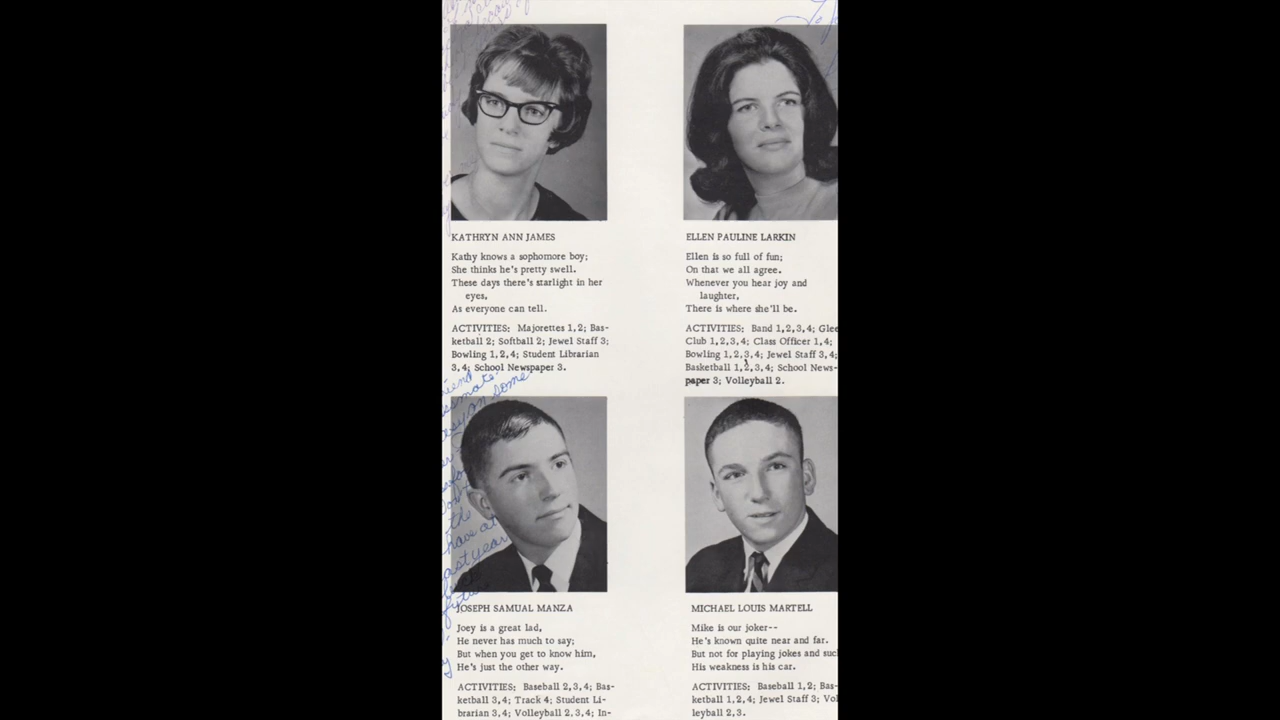 KATHRYN ANN JAMES
Kathy knows a sophomore boy;
She thinks he's pretty swell.
These days there's starlight in her
eyes,
As everyone can tell.
ACTIVITIES: Majorettes 1,2; Bas-
ketball 2; Softball 2; Jewel Staff 3;
Bowling 1,2,4; Student Librarian
3,4; School Newspaper 3.
ELLEN PAULINE LARKIN
Ellen is so full of fun;
On that we all agree.
Whenever you hear joy and
laughter,
There is where she'll be.
ACTIVITIES: Band 1,2,3,4; Glee
Club 1,2,3,4; Class Officer 1,4;
Bowling 1,2,3,4; Jewel Staff 3,4;
Basketball 1,2,3,4; School News-
paper 3; Volleyball 2.
some
the
have at
year
JOSEPH SAMUAL MANZA
Joey is a great lad,
He never has much to say;
But when you get to know him,
He's just the other way.
ACTIVITIES: Baseball 2,3,4; Bas-
ketball 3,4; Track 4; Student Li-
brarian 3,4; Volleyball 2,3,4; In-
MICHAEL LOUIS MARTELL
Mike is our joker--
He's known quite near and far.
But not for playing jokes and suc
His weakness is his car.
ACTIVITIES: Baseball 1,2; Bas-
ketball 1,2,4; Jewel Staff 3; Vol
leyball 2,3.